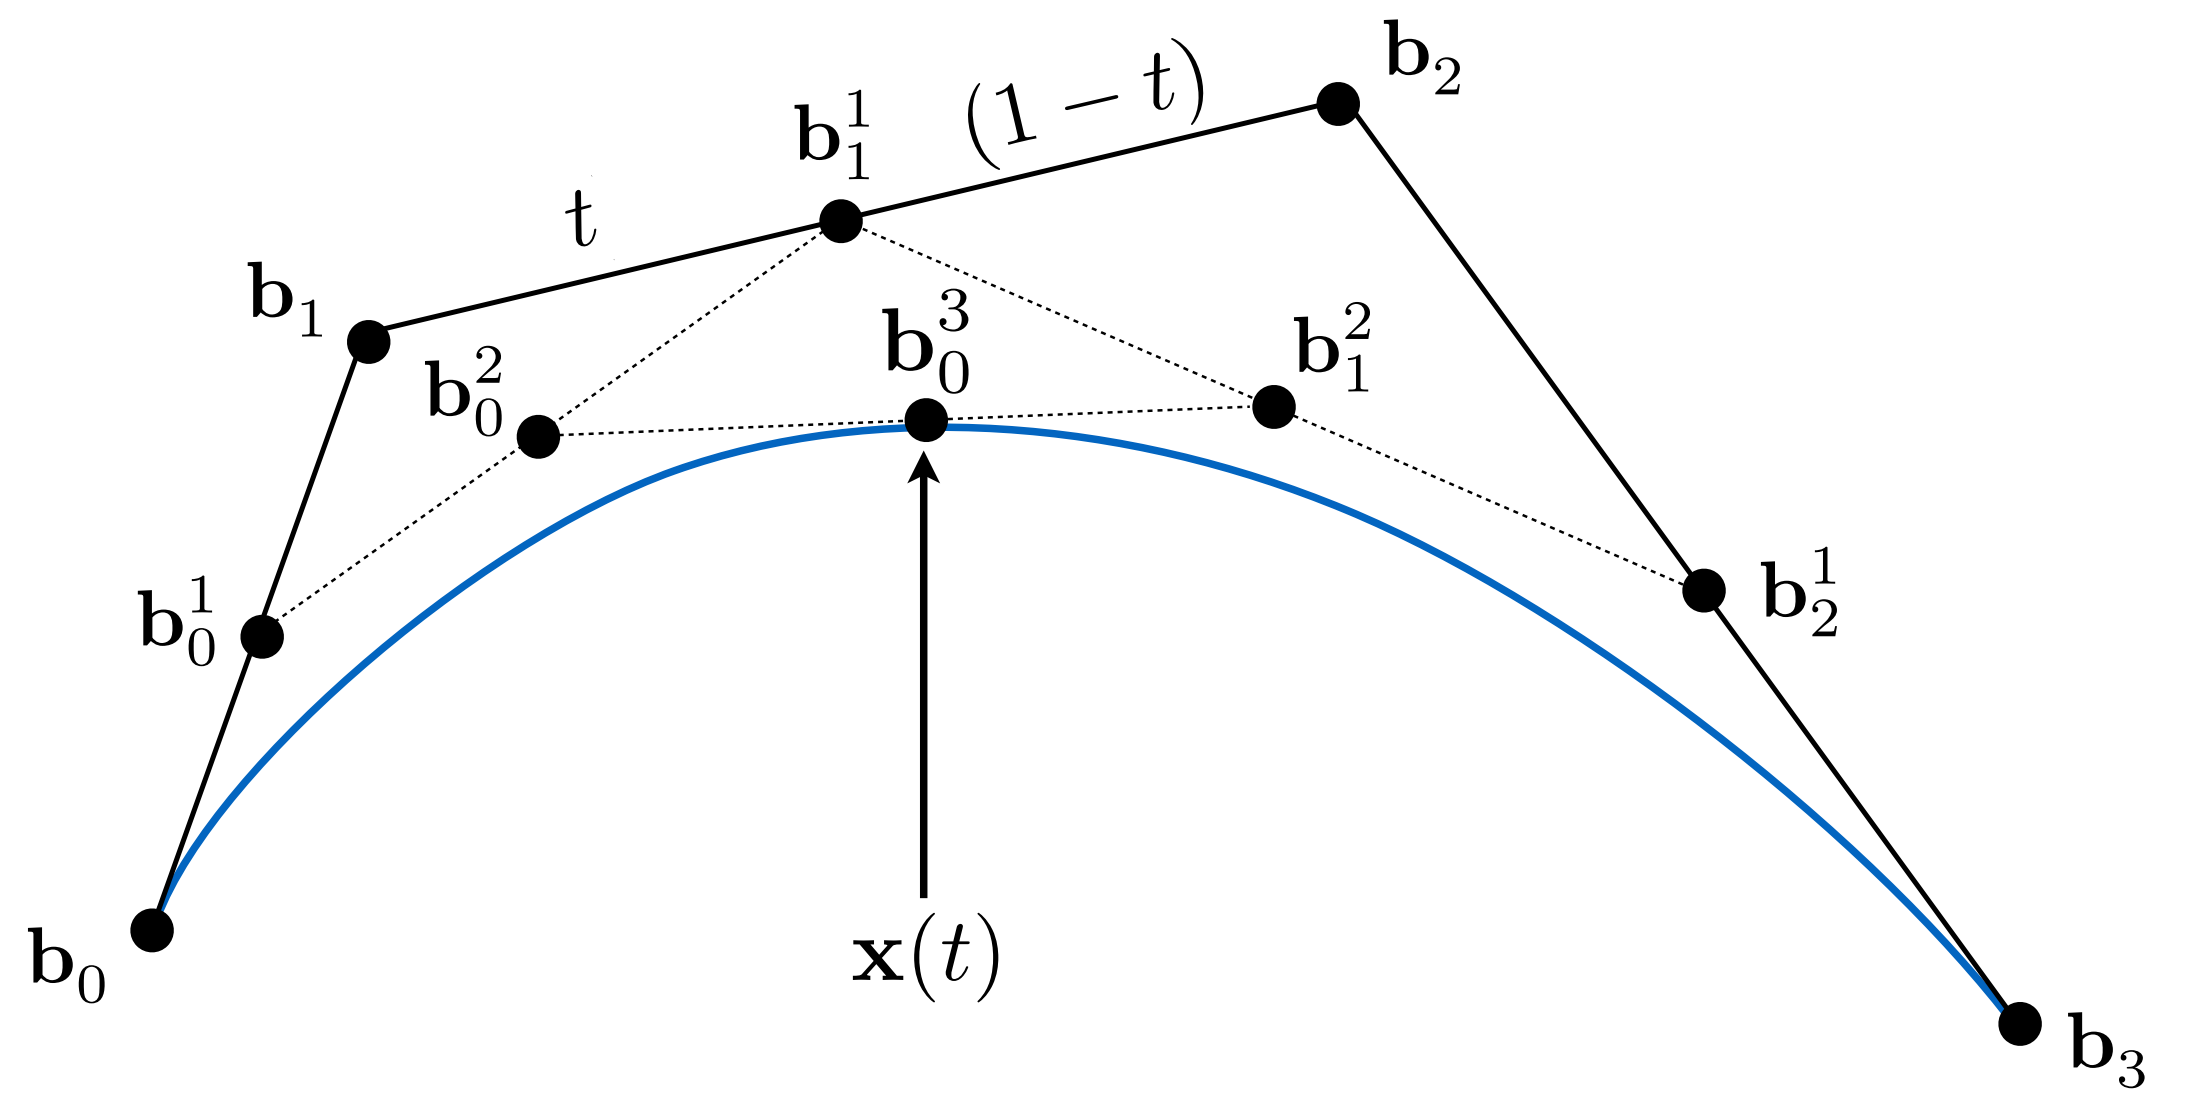 b₂
(1 − t)
b₁¹
t
b₁
b₀³
b₁²
b₀²
b₂¹
b₀¹
x(t)
b₀
b₃